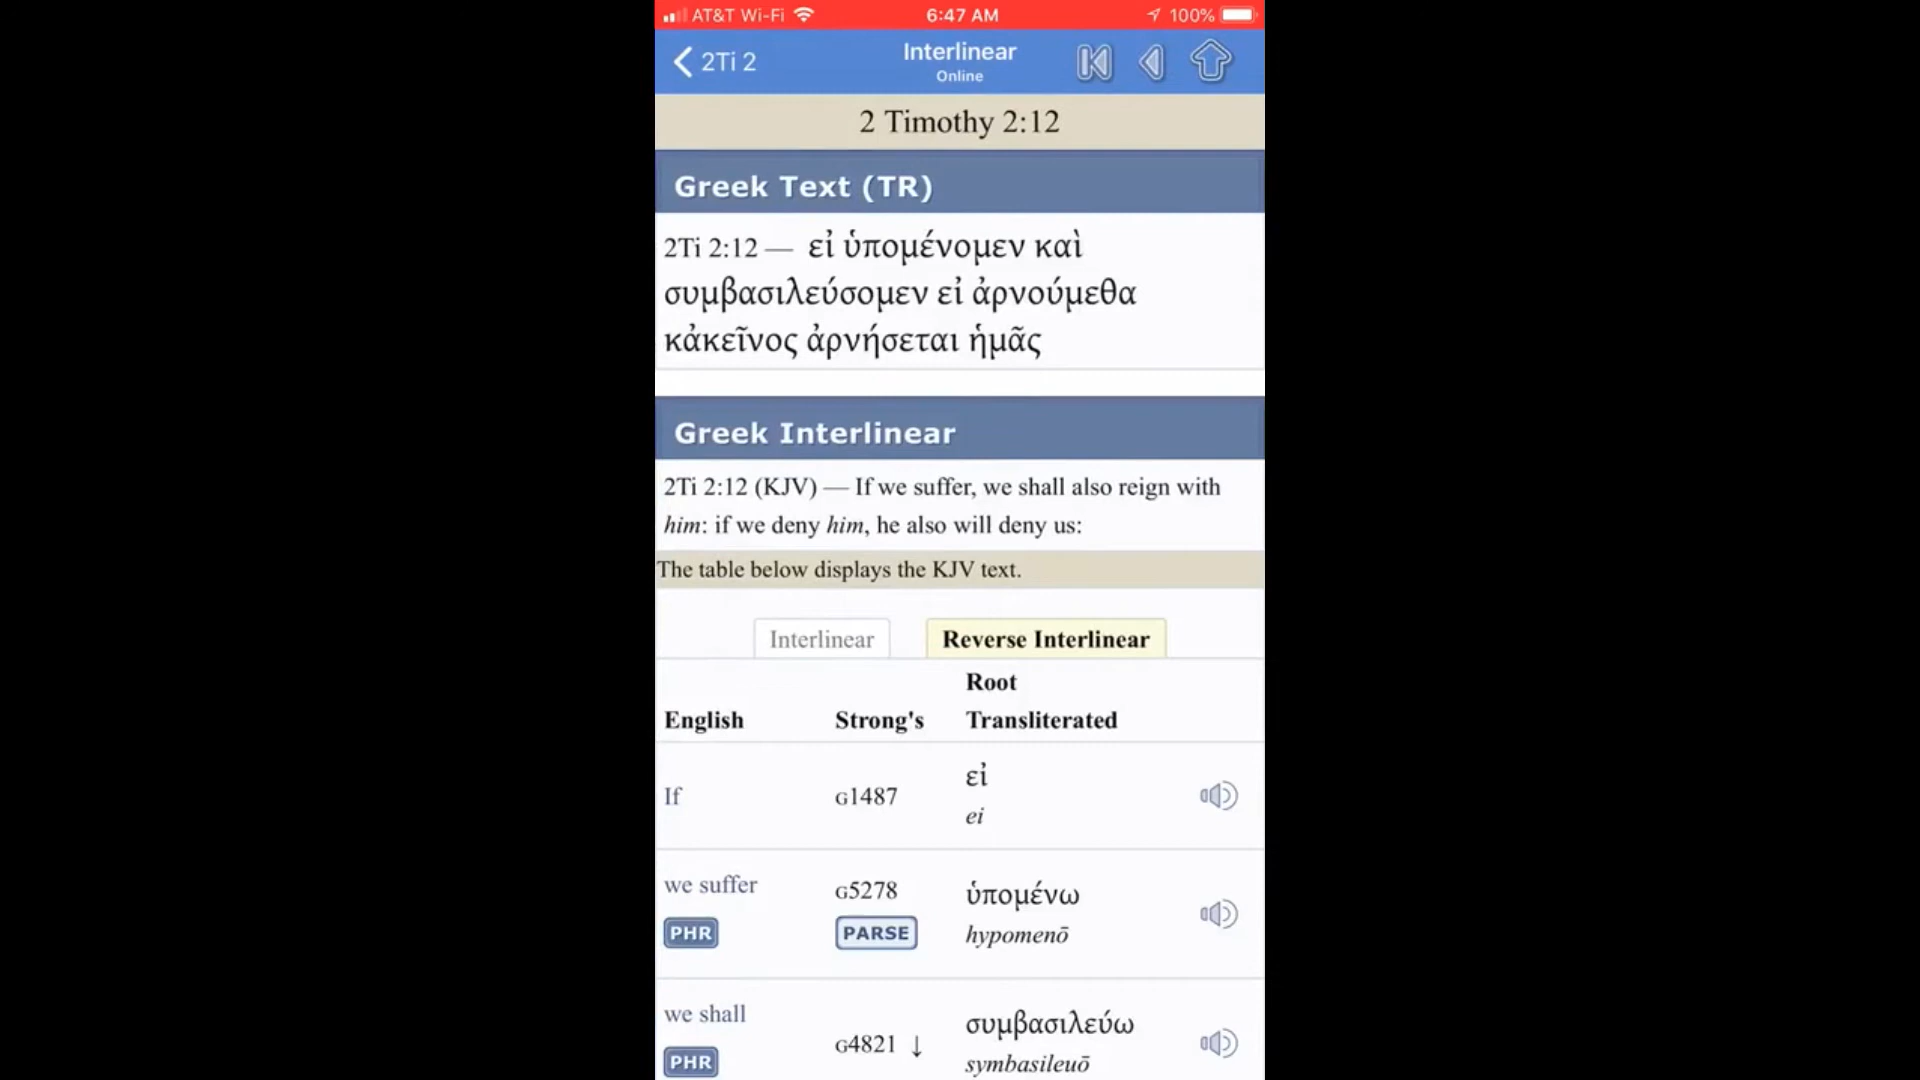 AT&T Wi-Fi 6:47 AM 100%
2Ti 2 Interlinear
Online
2 Timothy 2:12
Greek Text (TR)
2Ti 2:12 — εἰ ὑπομένομεν καὶ
συμβασιλεύσομεν εἰ ἀρνούμεθα
κἀκεῖνος ἀρνήσεται ἡμᾶς
Greek Interlinear
2Ti 2:12 (KJV) — If we suffer, we shall also reign with
him: if we deny him, he also will deny us:
The table below displays the KJV text.
Interlinear Reverse Interlinear
English Strong's Root
Transliterated
If G1487 εἰ
ei
we suffer G5278 ὑπομένω
PHR PARSE hypomenō
we shall G4821 ↓ συμβασιλεύω
PHR symbasileuō